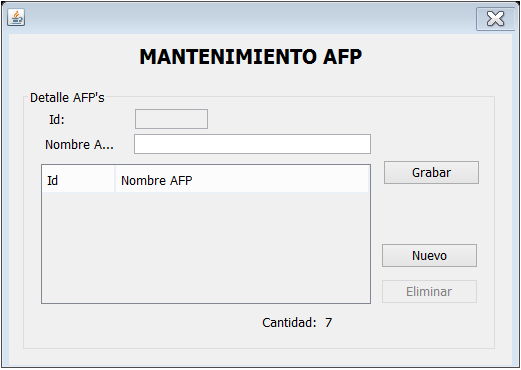 MANTENIMIENTO AFP
Detalle AFP's
Id:
Nombre A...
Id Nombre AFP
Grabar
Nuevo
Eliminar
Cantidad: 7